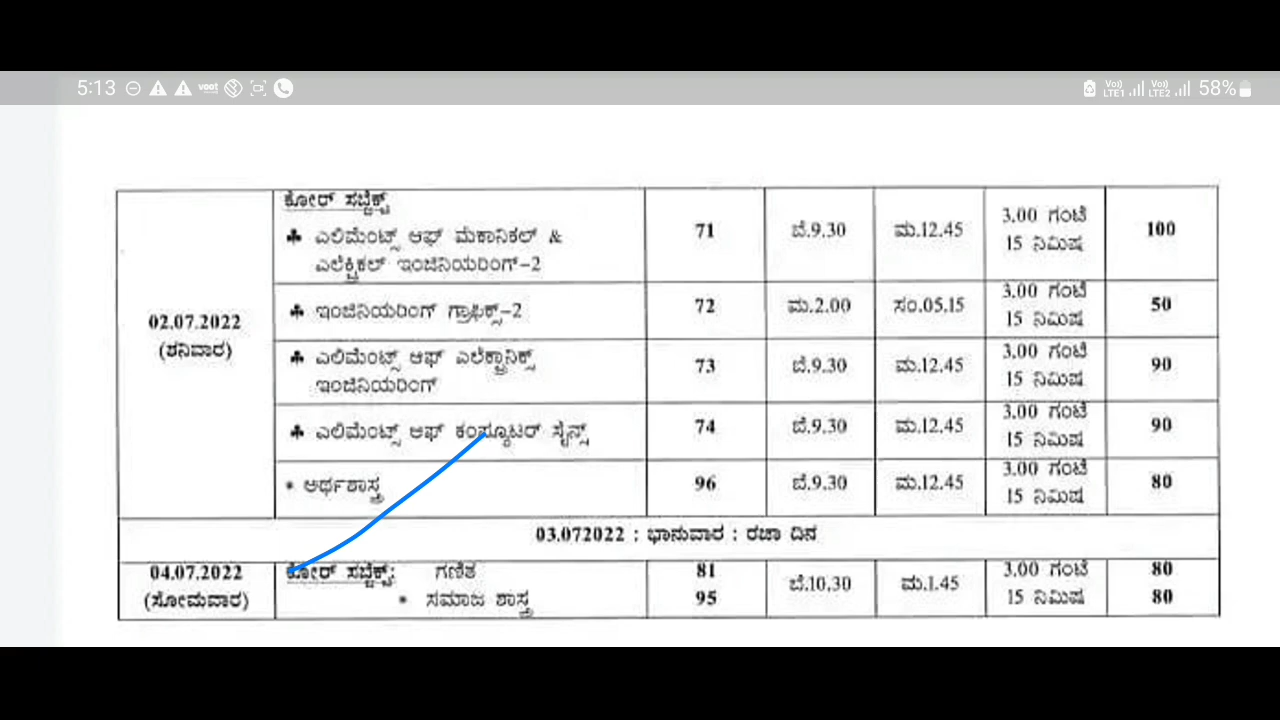 5:13 voot Vo) LTE1 Vo) LTE2 58%
ಕೋರ್ ಸಬ್ಜೆಕ್ಟ್
♣ ಎಲಿಮೆಂಟ್ಸ್ ಆಫ್ ಮೆಕಾನಿಕಲ್ & 71 ಬೆ.9.30 ಮ.12.45 3.00 ಗಂಟೆ 100
ಎಲೆಕ್ಟ್ರಿಕಲ್ ಇಂಜಿನಿಯರಿಂಗ್-2 15 ನಿಮಿಷ
♣ ಇಂಜಿನಿಯರಿಂಗ್ ಗ್ರಾಫಿಕ್ಸ್-2 72 ಮ.2.00 ಸಂ.05.15 3.00 ಗಂಟೆ 50
15 ನಿಮಿಷ
02.07.2022
(ಶನಿವಾರ)
♣ ಎಲಿಮೆಂಟ್ಸ್ ಆಫ್ ಎಲೆಕ್ಟ್ರಾನಿಕ್ಸ್ 73 ಬೆ.9.30 ಮ.12.45 3.00 ಗಂಟೆ 90
ಇಂಜಿನಿಯರಿಂಗ್ 15 ನಿಮಿಷ
♣ ಎಲಿಮೆಂಟ್ಸ್ ಆಫ್ ಕಂಪ್ಯೂಟರ್ ಸೈನ್ಸ್ 74 ಬೆ.9.30 ಮ.12.45 3.00 ಗಂಟೆ 90
15 ನಿಮಿಷ
• ಅರ್ಥಶಾಸ್ತ್ರ 96 ಬೆ.9.30 ಮ.12.45 3.00 ಗಂಟೆ 80
15 ನಿಮಿಷ
03.072022 : ಭಾನುವಾರ : ರಜಾ ದಿನ
04.07.2022 ಕೋರ್ ಸಬ್ಜೆಕ್ಟ್: ಗಣಿತ 81 ಬೆ.10.30 ಮ.1.45 3.00 ಗಂಟೆ 80
(ಸೋಮವಾರ) • ಸಮಾಜ ಶಾಸ್ತ್ರ 95 15 ನಿಮಿಷ 80